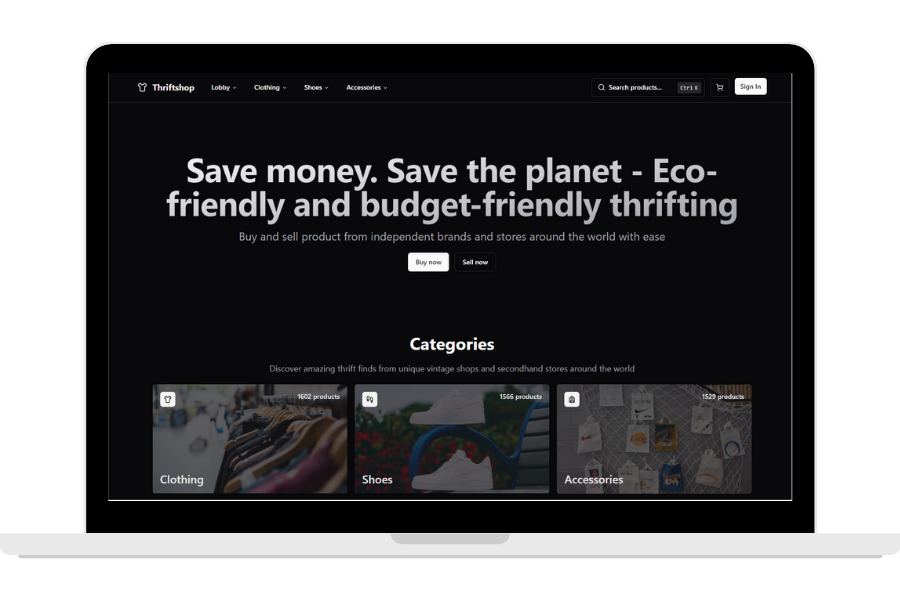 Thriftshop Lobby Clothing Shoes Accessories Search products... Ctrl K Sign In
Save money. Save the planet - Eco-
friendly and budget-friendly thrifting
Buy and sell product from independent brands and stores around the world with ease
Buy now Sell now
Categories
Discover amazing thrift finds from unique vintage shops and secondhand stores around the world
1602 products 1566 products 1529 products
Clothing Shoes Accessories